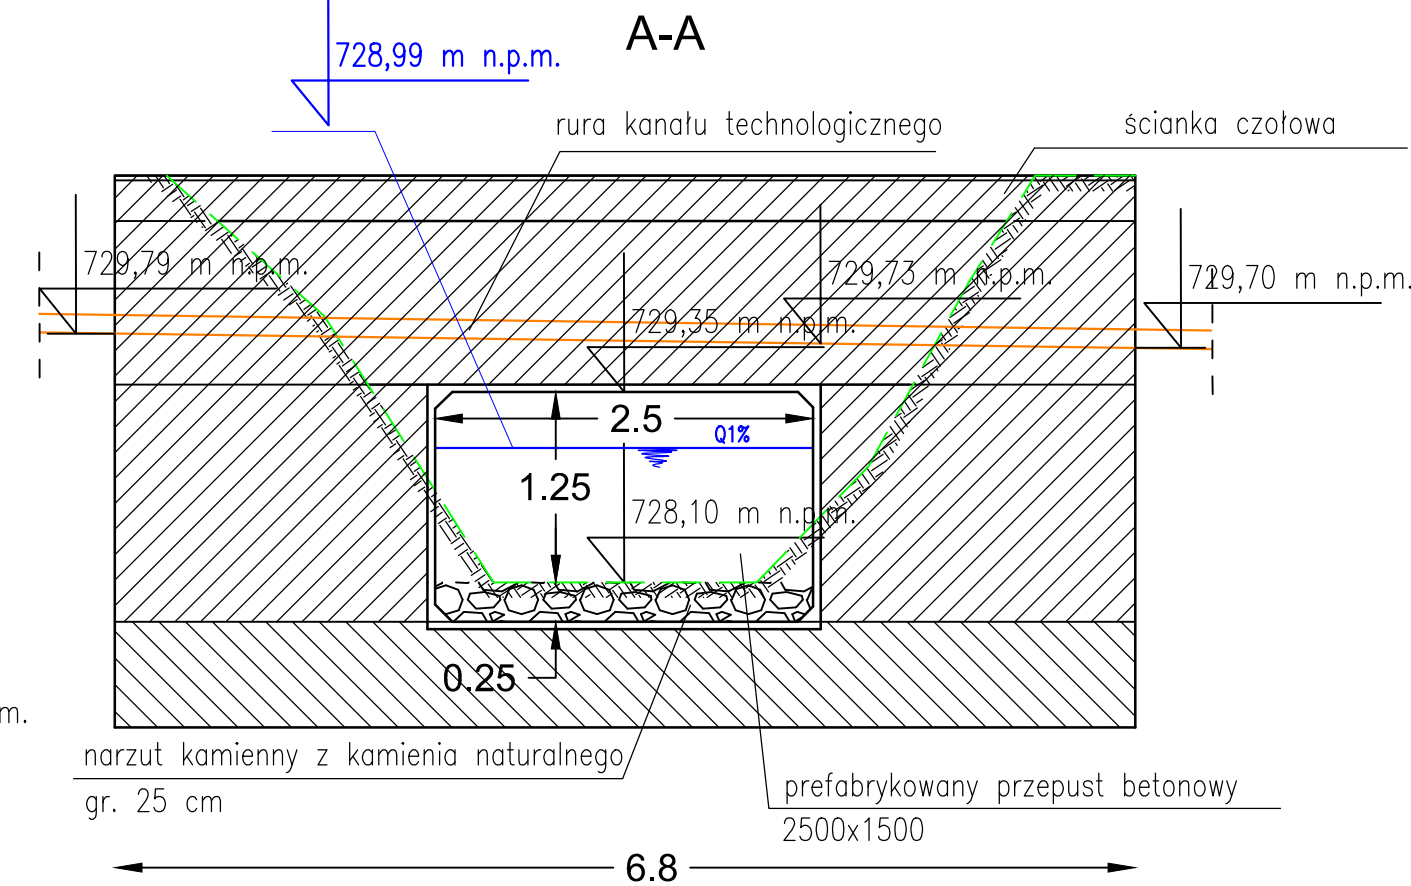 A-A
728,99 m n.p.m.
rura kanału technologicznego
ścianka czołowa
729,79 m n.p.m.
729,73 m n.p.m.
729,70 m n.p.m.
729,35 m n.p.m.
2.5
Q1%
1.25
728,10 m n.p.m.
0.25
m.
narzut kamienny z kamienia naturalnego
gr. 25 cm
prefabrykowany przepust betonowy
2500x1500
6.8